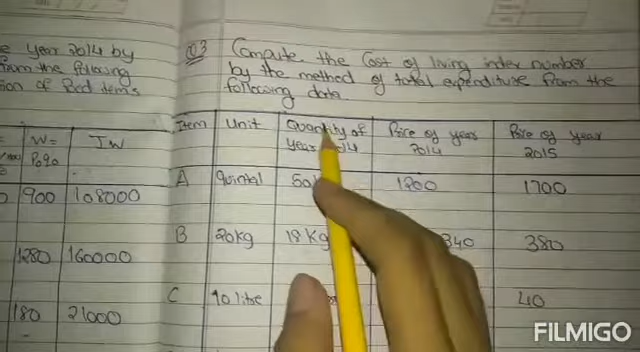 e year 2014 by
from the following
tion of food items
W= IW
P0q0
900 108000
1280 160000
180 21000
Q3 Compute the Cost of living index number
by the method of total expenditure from the
following data.
Item Unit Quantity of Price of year Price of year
year 2014 2014 2015
A quintal 50 1200 1700
B 20kg 18 Kg 340 380
C 10 litre 40
FILMIGO